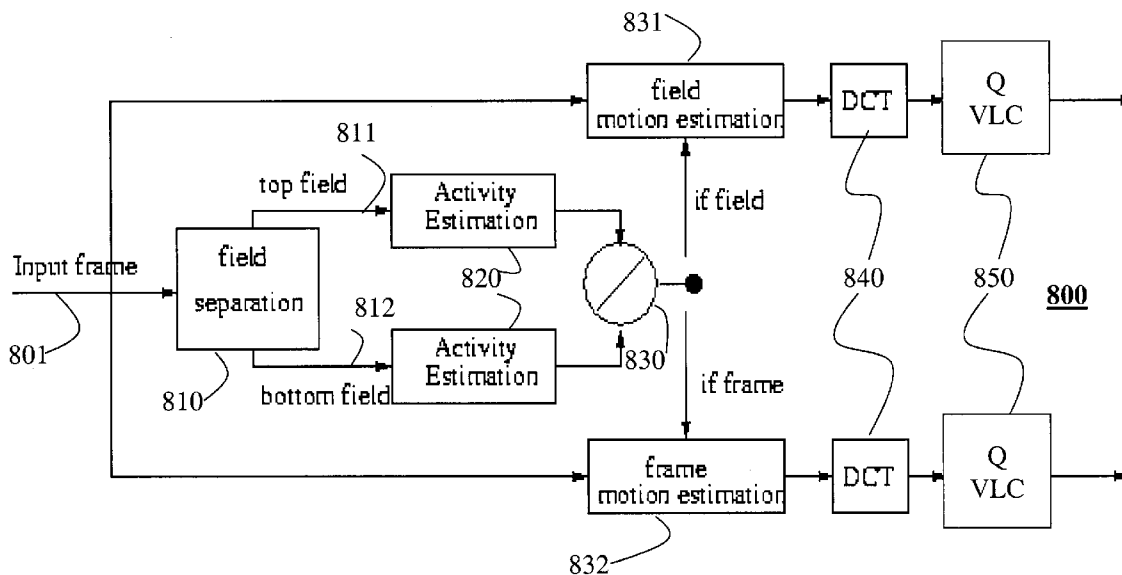 831
field
motion estimation
DCT
Q
VLC
811
top field
Activity
Estimation
if field
Input frame
field
separation
820
840
850
800
801
812
830
810
bottom field
Activity
Estimation
if frame
frame
motion estimation
DCT
Q
VLC
832